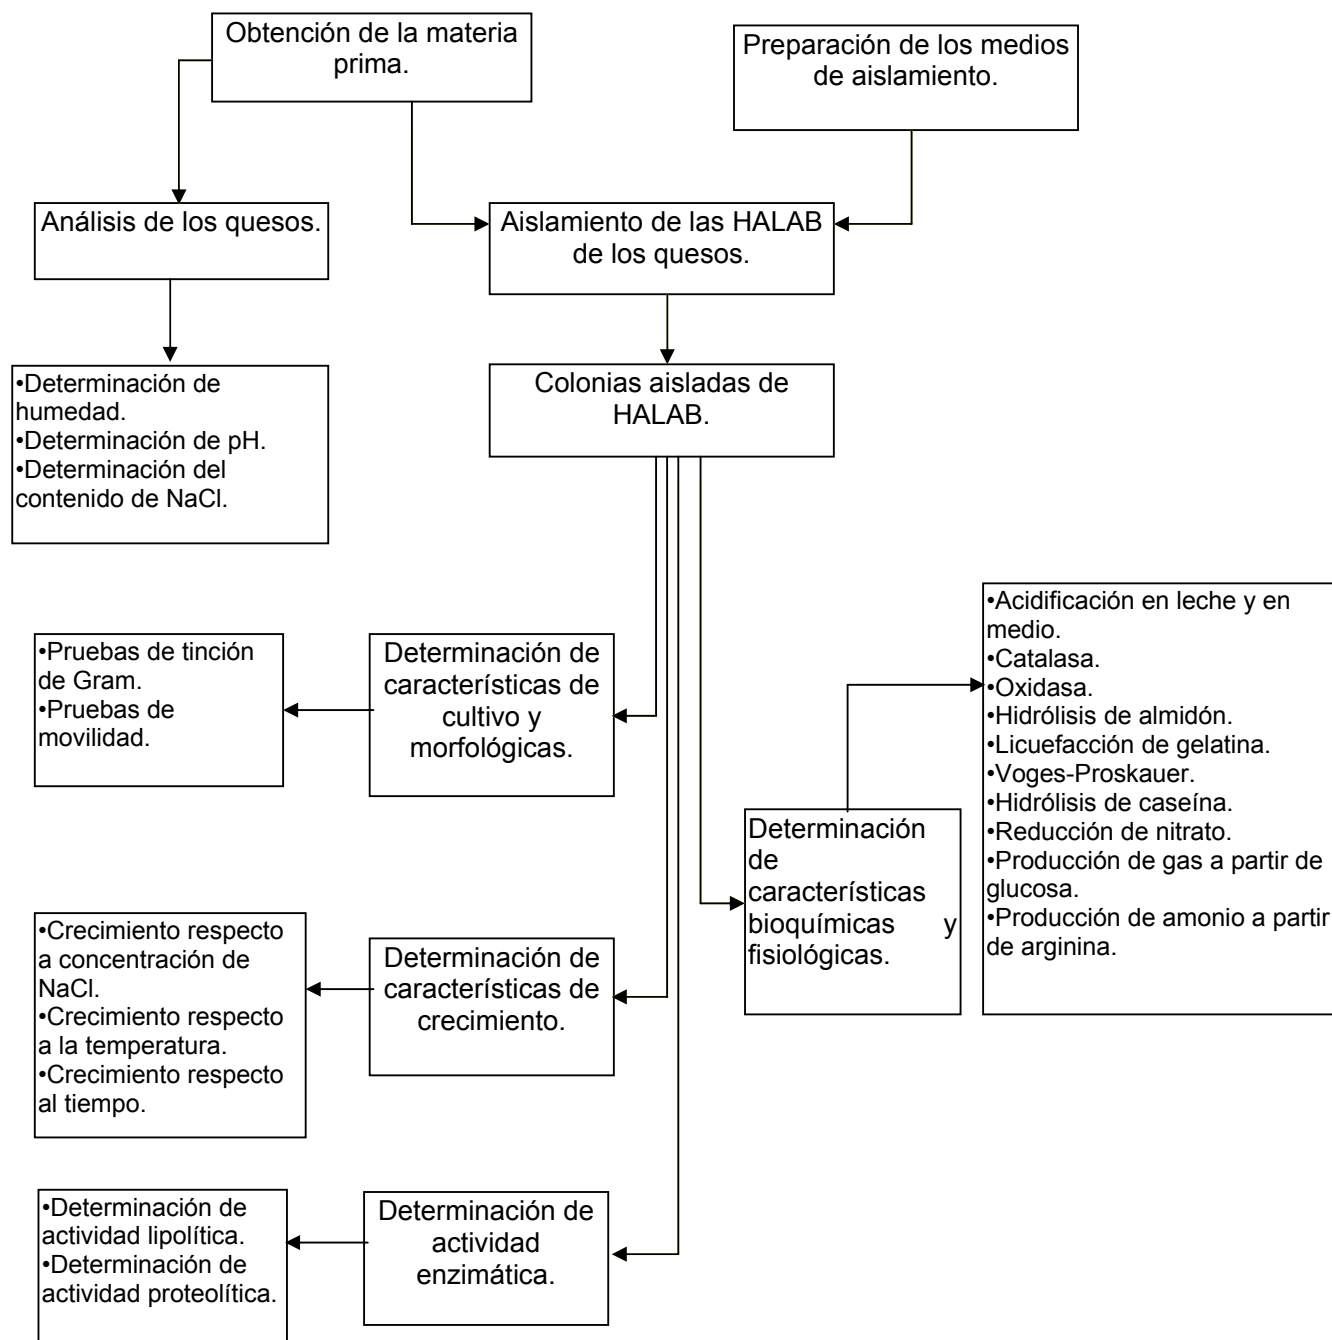 Obtención de la materia
prima.
Preparación de los medios
de aislamiento.
Análisis de los quesos.
Aislamiento de las HALAB
de los quesos.
•Determinación de
humedad.
•Determinación de pH.
•Determinación del
contenido de NaCl.
Colonias aisladas de
HALAB.
•Pruebas de tinción
de Gram.
•Pruebas de
movilidad.
Determinación de
características de
cultivo y
morfológicas.
•Acidificación en leche y en
medio.
•Catalasa.
•Oxidasa.
•Hidrólisis de almidón.
•Licuefacción de gelatina.
•Voges-Proskauer.
•Hidrólisis de caseína.
•Reducción de nitrato.
•Producción de gas a partir de
glucosa.
•Producción de amonio a partir
de arginina.
Determinación
de
características
bioquímicas y
fisiológicas.
•Crecimiento respecto
a concentración de
NaCl.
•Crecimiento respecto
a la temperatura.
•Crecimiento respecto
al tiempo.
Determinación de
características de
crecimiento.
•Determinación de
actividad lipolítica.
•Determinación de
actividad proteolítica.
Determinación de
actividad
enzimática.